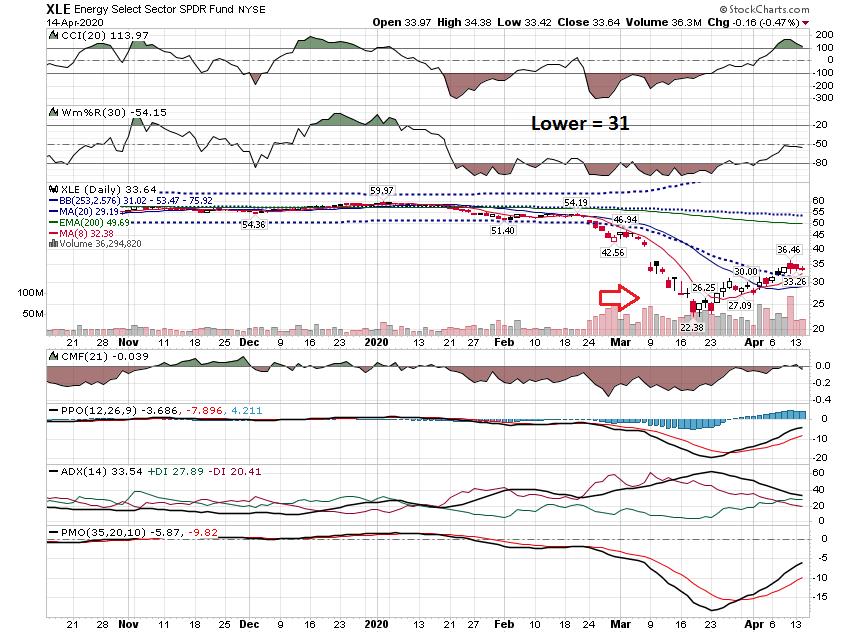 XLE Energy Select Sector SPDR Fund NYSE
© StockCharts.com
14-Apr-2020
Open 33.97 High 34.38 Low 33.42 Close 33.64 Volume 36.3M Chg -0.16 (-0.47%)
CCI(20) 113.97
200
100
0
-100
-200
-300
Wm%R(30) -54.15
Lower = 31
-20
-50
-80
XLE (Daily) 33.64
BB(253,2.576) 31.02 - 53.47 - 75.92
MA(20) 29.19
EMA(200) 49.69
MA(8) 32.38
Volume 36,294,820
59.97
54.36
51.40
54.19
46.94
42.56
36.46
30.00
33.26
26.25
27.09
22.38
60
55
50
45
40
35
30
25
20
100M
50M
21 28 Nov 11 18 25 Dec 9 16 23 2020 13 21 27 Feb 10 18 24 Mar 9 16 23 Apr 6 13
CMF(21) -0.039
0.0
-0.2
-0.4
PPO(12,26,9) -3.686, -7.896, 4.211
0
-10
-20
ADX(14) 33.54 +DI 27.89 -DI 20.41
60
40
20
0
PMO(35,20,10) -5.87, -9.82
0
-5
-10
-15
21 28 Nov 11 18 25 Dec 9 16 23 2020 13 21 27 Feb 10 18 24 Mar 9 16 23 Apr 6 13